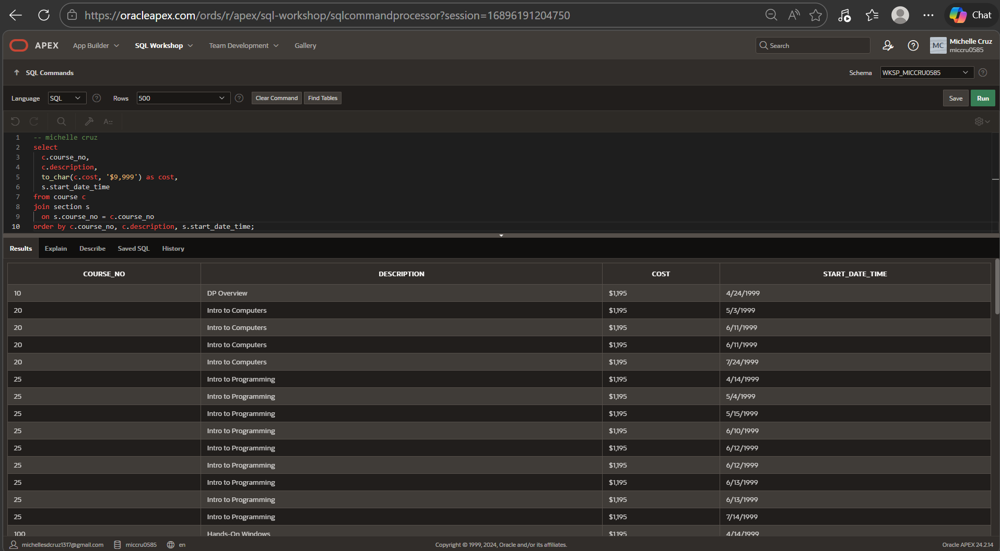 https://oracleapex.com/ords/r/apex/sql-workshop/sqlcommandprocessor?session=16896191204750
Chat
APEX App Builder SQL Workshop Team Development Gallery Search MC Michelle Cruz
miccru0585
SQL Commands Schema WKSP_MICCRU0585
Language SQL Rows 500 Clear Command Find Tables Save Run
1 -- michelle cruz
2 select
3 c.course_no,
4 c.description,
5 to_char(c.cost, '$9,999') as cost,
6 s.start_date_time
7 from course c
8 join section s
9 on s.course_no = c.course_no
10 order by c.course_no, c.description, s.start_date_time;
Results Explain Describe Saved SQL History
COURSE_NO DESCRIPTION COST START_DATE_TIME
10 DP Overview $1,195 4/24/1999
20 Intro to Computers $1,195 5/3/1999
20 Intro to Computers $1,195 6/11/1999
20 Intro to Computers $1,195 6/11/1999
20 Intro to Computers $1,195 7/24/1999
25 Intro to Programming $1,195 4/14/1999
25 Intro to Programming $1,195 5/4/1999
25 Intro to Programming $1,195 5/15/1999
25 Intro to Programming $1,195 6/10/1999
25 Intro to Programming $1,195 6/12/1999
25 Intro to Programming $1,195 6/12/1999
25 Intro to Programming $1,195 6/13/1999
25 Intro to Programming $1,195 6/13/1999
25 Intro to Programming $1,195 7/14/1999
100 Hands-On Windows $1,195 4/14/1999
michellesdcruz1317@gmail.com miccru0585 en Copyright © 1999, 2024, Oracle and/or its affiliates. Oracle APEX 24.2.14